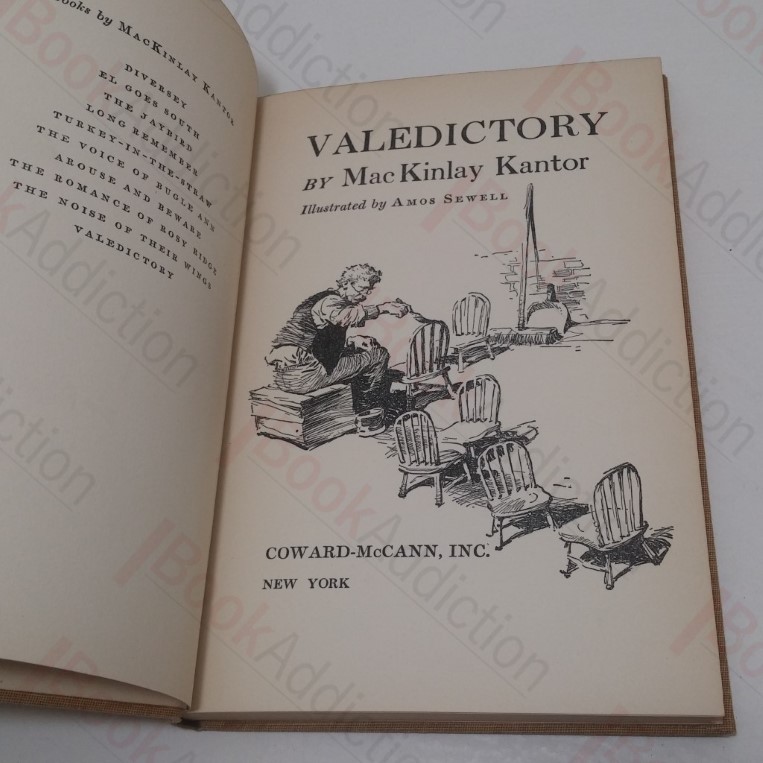 Books by MacKinlay Kantor
DIVERSEY
EL GOES SOUTH
THE JAYBIRD
LONG REMEMBER
TURKEY-IN-THE-STRAW
THE VOICE OF BUGLE ANN
AROUSE AND BEWARE
THE ROMANCE OF ROSY RIDGE
THE NOISE OF THEIR WINGS
VALEDICTORY
VALEDICTORY
BY MacKinlay Kantor
Illustrated by Amos Sewell
COWARD-McCANN, INC.
NEW YORK
BookAddiction